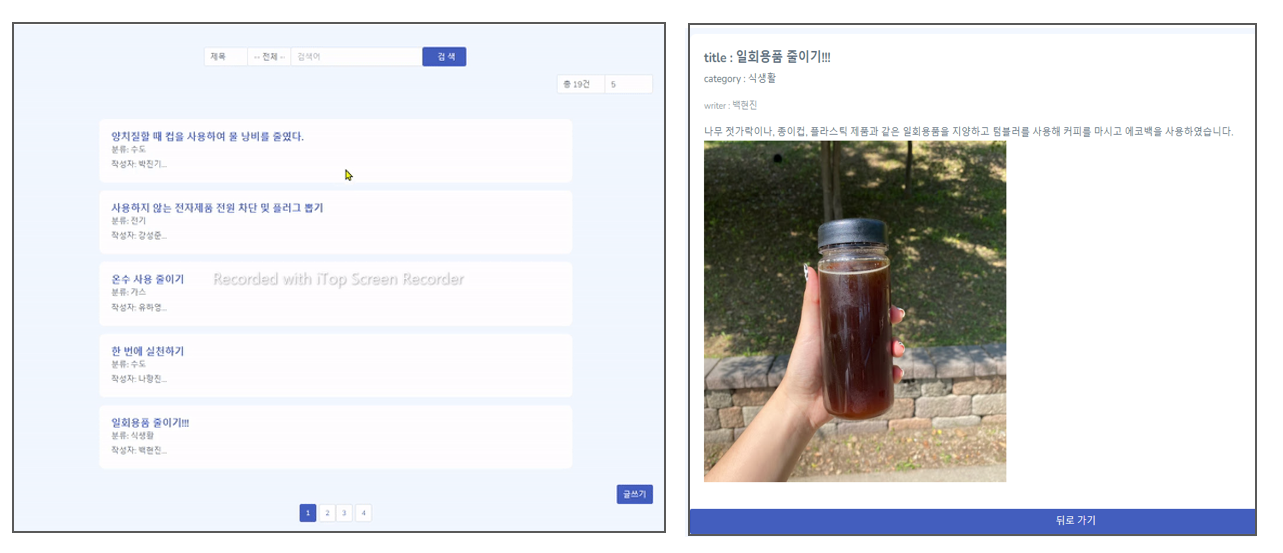 제목 -- 전체 -- 검색어 검 색
총 19건 5
양치질할 때 컵을 사용하여 물 낭비를 줄였다.
분류: 수도
작성자: 박진기...
사용하지 않는 전자제품 전원 차단 및 플러그 뽑기
분류: 전기
작성자: 강성준...
온수 사용 줄이기
Recorded with iTop Screen Recorder
분류: 가스
작성자: 유하영...
한 번에 실천하기
분류: 수도
작성자: 나항진...
일회용품 줄이기!!!
분류: 식생활
작성자: 백현진...
글쓰기
1 2 3 4
title : 일회용품 줄이기!!!
category : 식생활
writer : 백현진
나무 젓가락이나, 종이컵, 플라스틱 제품과 같은 일회용품을 지양하고 텀블러를 사용해 커피를 마시고 에코백을 사용하였습니다.
뒤로 가기